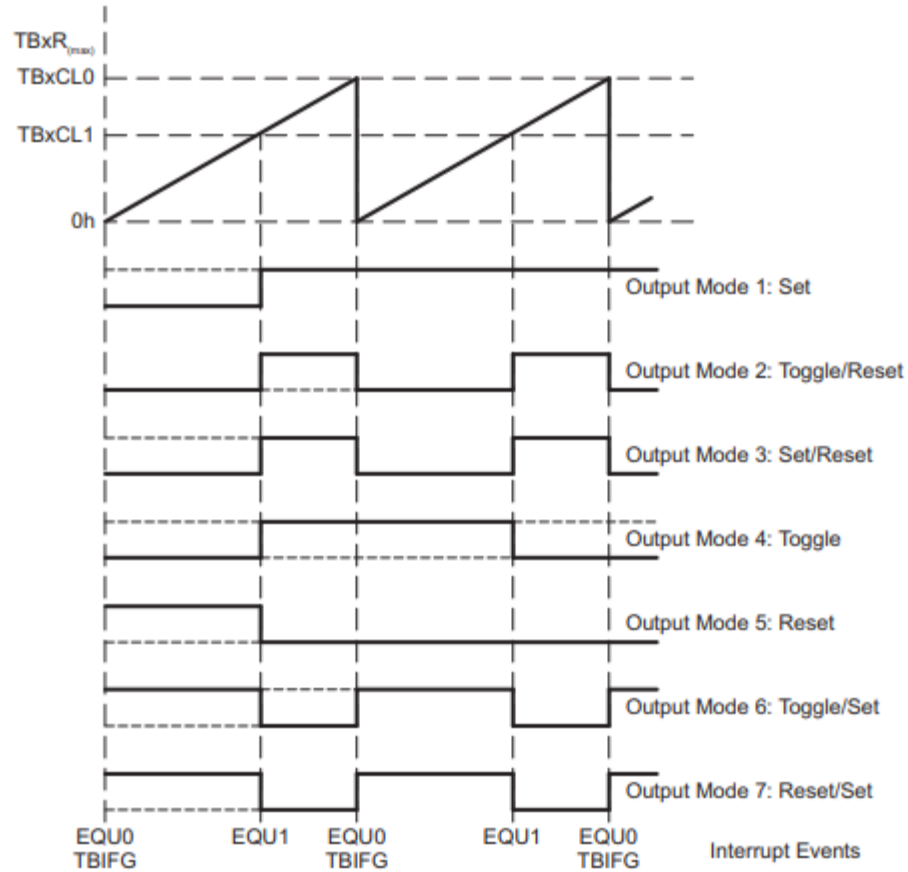 TBxR(max)
TBxCL0
TBxCL1
0h
Output Mode 1: Set
Output Mode 2: Toggle/Reset
Output Mode 3: Set/Reset
Output Mode 4: Toggle
Output Mode 5: Reset
Output Mode 6: Toggle/Set
Output Mode 7: Reset/Set
EQU0 EQU1 EQU0 EQU1 EQU0
TBIFG TBIFG TBIFG
Interrupt Events